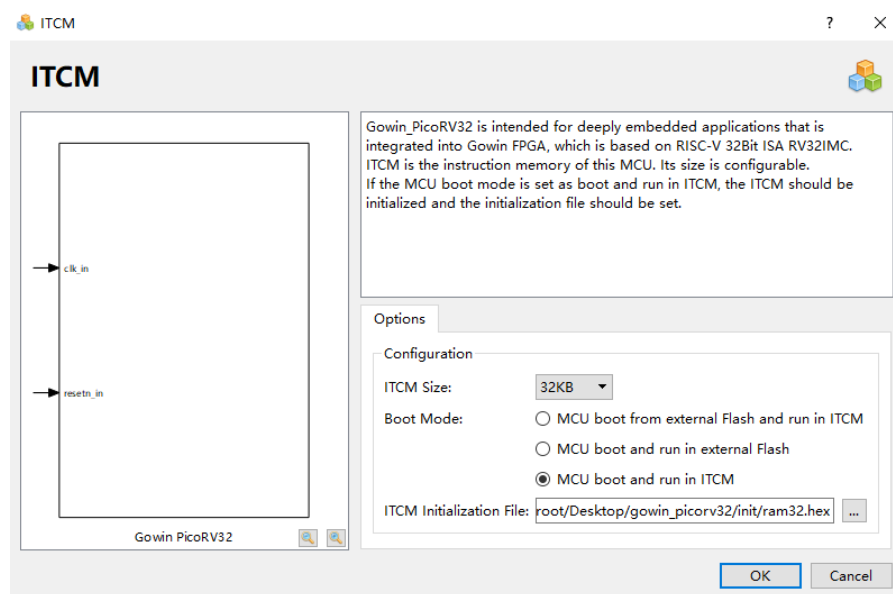 ITCM
?
ITCM
clk_in
resetn_in
Gowin PicoRV32
Gowin_PicoRV32 is intended for deeply embedded applications that is
integrated into Gowin FPGA, which is based on RISC-V 32Bit ISA RV32IMC.
ITCM is the instruction memory of this MCU. Its size is configurable.
If the MCU boot mode is set as boot and run in ITCM, the ITCM should be
initialized and the initialization file should be set.
Options
Configuration
ITCM Size: 32KB
Boot Mode: MCU boot from external Flash and run in ITCM
MCU boot and run in external Flash
MCU boot and run in ITCM
ITCM Initialization File: root/Desktop/gowin_picorv32/init/ram32.hex ...
OK Cancel